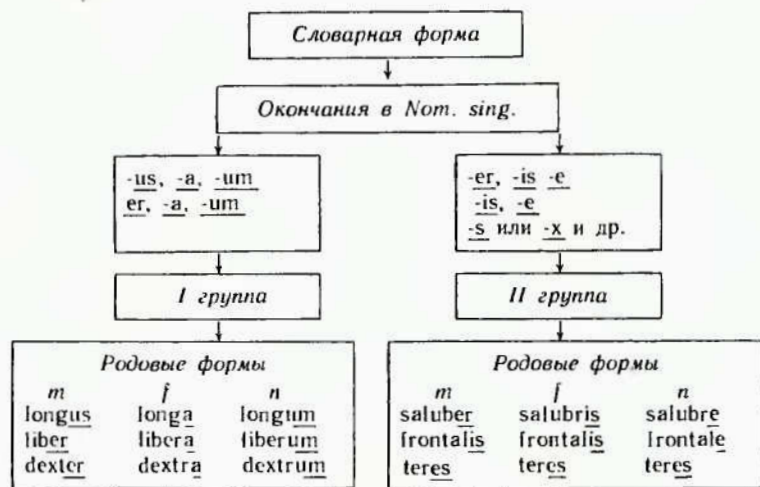 Словарная форма
Окончания в Nom. sing.
-us, -a, -um
er, -a, -um
-er, -is -e
-is, -e
-s или -x и др.
I группа
II группа
Родовые формы
m f n
longus longa longum
liber libera liberum
dexter dextra dextrum
Родовые формы
m f n
saluber salubris salubre
frontalis frontalis frontale
teres teres teres